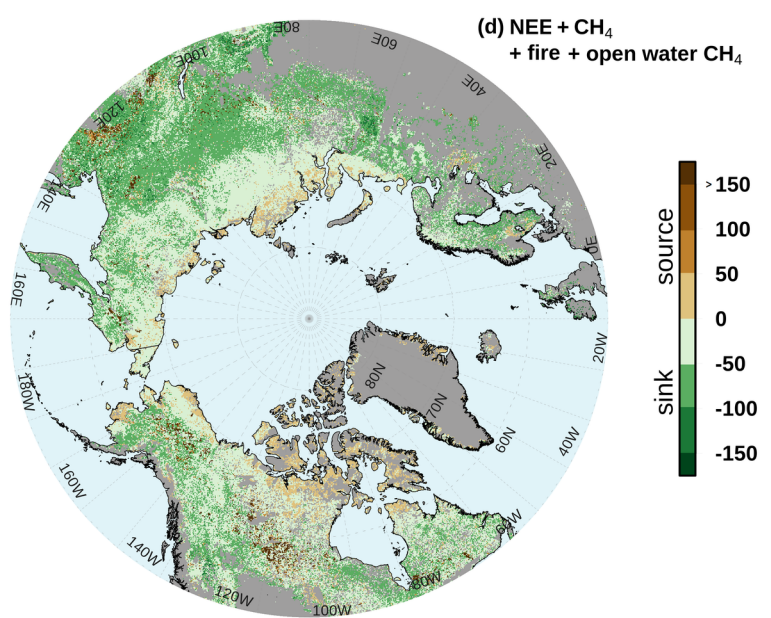 (d) NEE + CH₄
+ fire + open water CH₄
80E
60E
100E
40E
120E
20E
140E
0E
160E
20W
180W
80N
70N
60N
40W
160W
60W
140W
80W
120W
100W
source
sink
> 150
100
50
0
-50
-100
-150